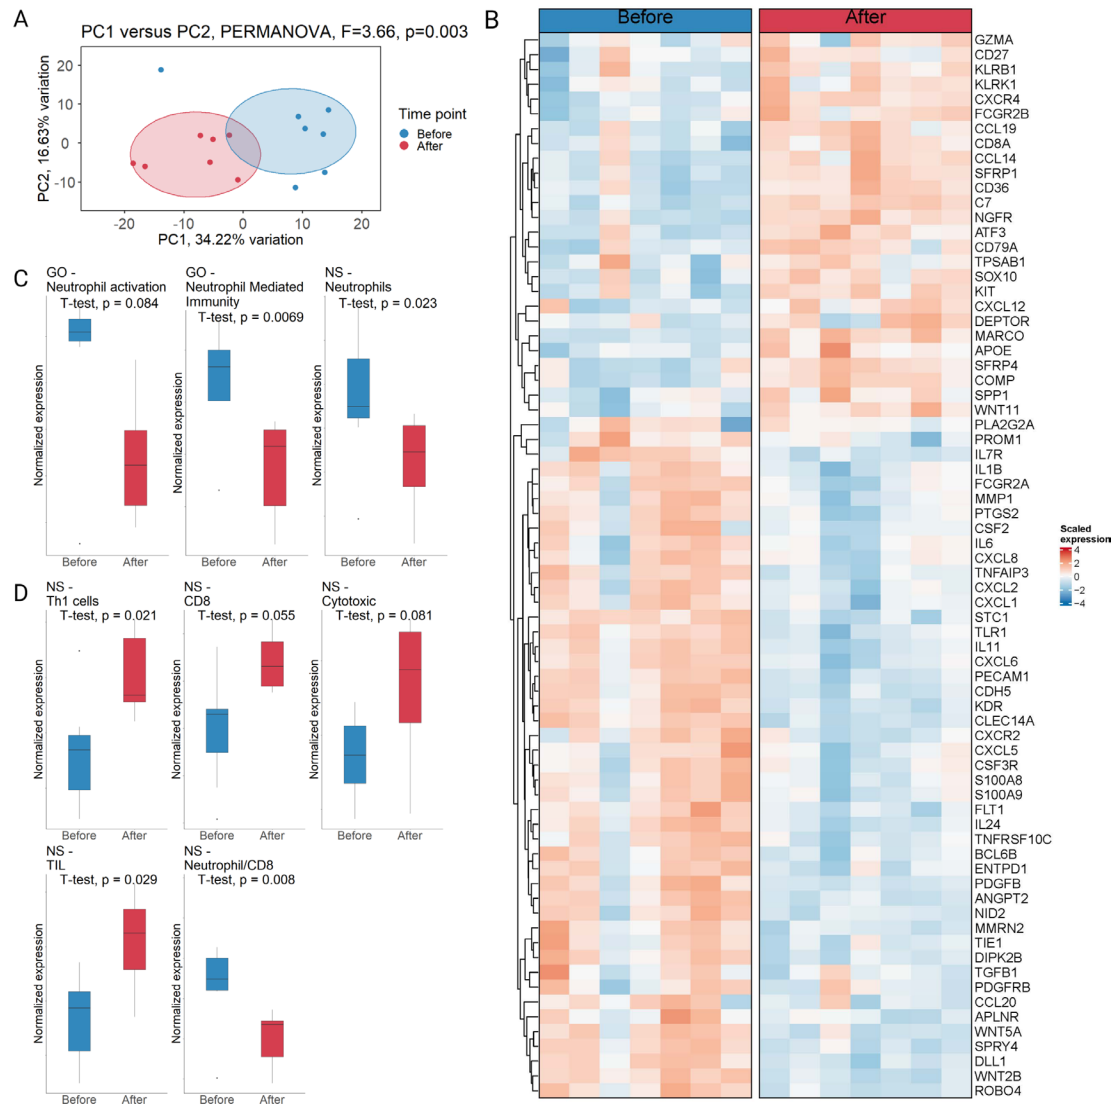 A
PC1 versus PC2, PERMANOVA, F=3.66, p=0.003
PC2, 16.63% variation
20
10
0
-10
-20
-10
0
10
20
PC1, 34.22% variation
Time point
Before
After
B
Before
After
GZMA
CD27
KLRB1
KLRK1
CXCR4
FCGR2B
CCL19
CD8A
CCL14
SFRP1
CD36
C7
NGFR
ATF3
CD79A
TPSAB1
SOX10
KIT
CXCL12
DEPTOR
MARCO
APOE
SFRP4
COMP
SPP1
WNT11
PLA2G2A
PROM1
IL7R
IL1B
FCGR2A
MMP1
PTGS2
CSF2
IL6
CXCL8
TNFAIP3
CXCL2
CXCL1
STC1
TLR1
IL11
CXCL6
PECAM1
CDH5
KDR
CLEC14A
CXCR2
CXCL5
CSF3R
S100A8
S100A9
FLT1
IL24
TNFRSF10C
BCL6B
ENTPD1
PDGFB
ANGPT2
NID2
MMRN2
TIE1
DIPK2B
TGFB1
PDGFRB
CCL20
APLNR
WNT5A
SPRY4
DLL1
WNT2B
ROBO4
Scaled
expression
4
2
0
−2
−4
C
GO -
Neutrophil activation
T-test, p = 0.084
Normalized expression
Before
After
GO -
Neutrophil Mediated
Immunity
T-test, p = 0.0069
Normalized expression
Before
After
NS -
Neutrophils
T-test, p = 0.023
Normalized expression
Before
After
D
NS -
Th1 cells
T-test, p = 0.021
Normalized expression
Before
After
NS -
CD8
T-test, p = 0.055
Normalized expression
Before
After
NS -
Cytotoxic
T-test, p = 0.081
Normalized expression
Before
After
NS -
TIL
T-test, p = 0.029
Normalized expression
Before
After
NS -
Neutrophil/CD8
T-test, p = 0.008
Normalized expression
Before
After